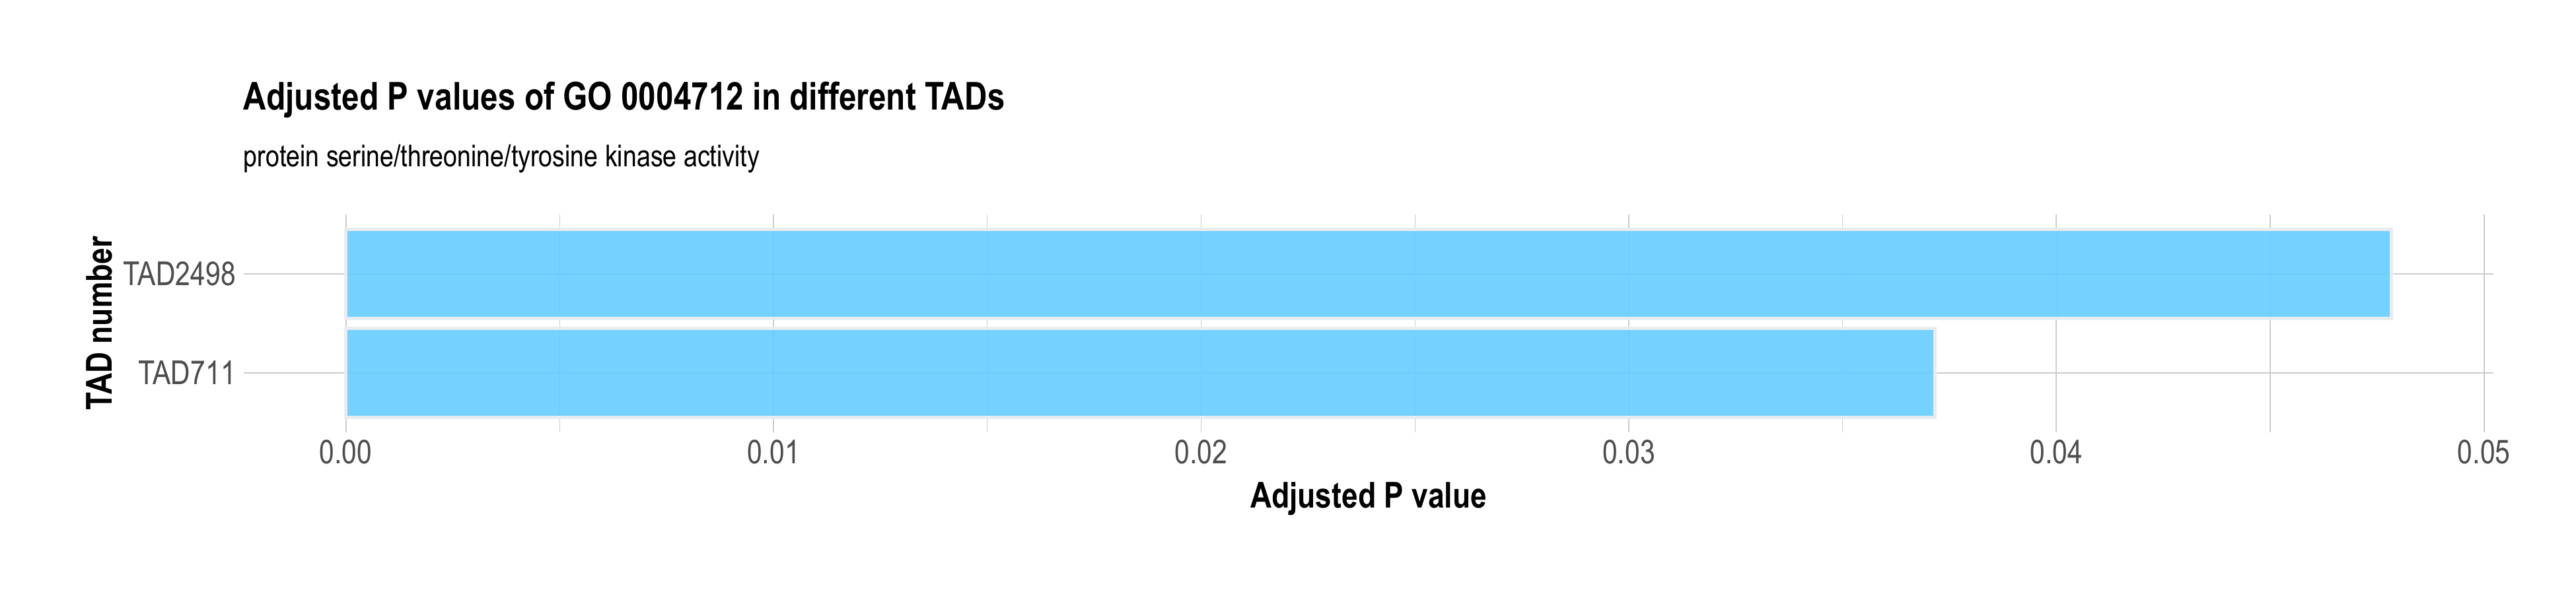 Adjusted P values of GO 0004712 in different TADs
protein serine/threonine/tyrosine kinase activity
TAD number
TAD2498
TAD711
0.00 0.01 0.02 0.03 0.04 0.05
Adjusted P value